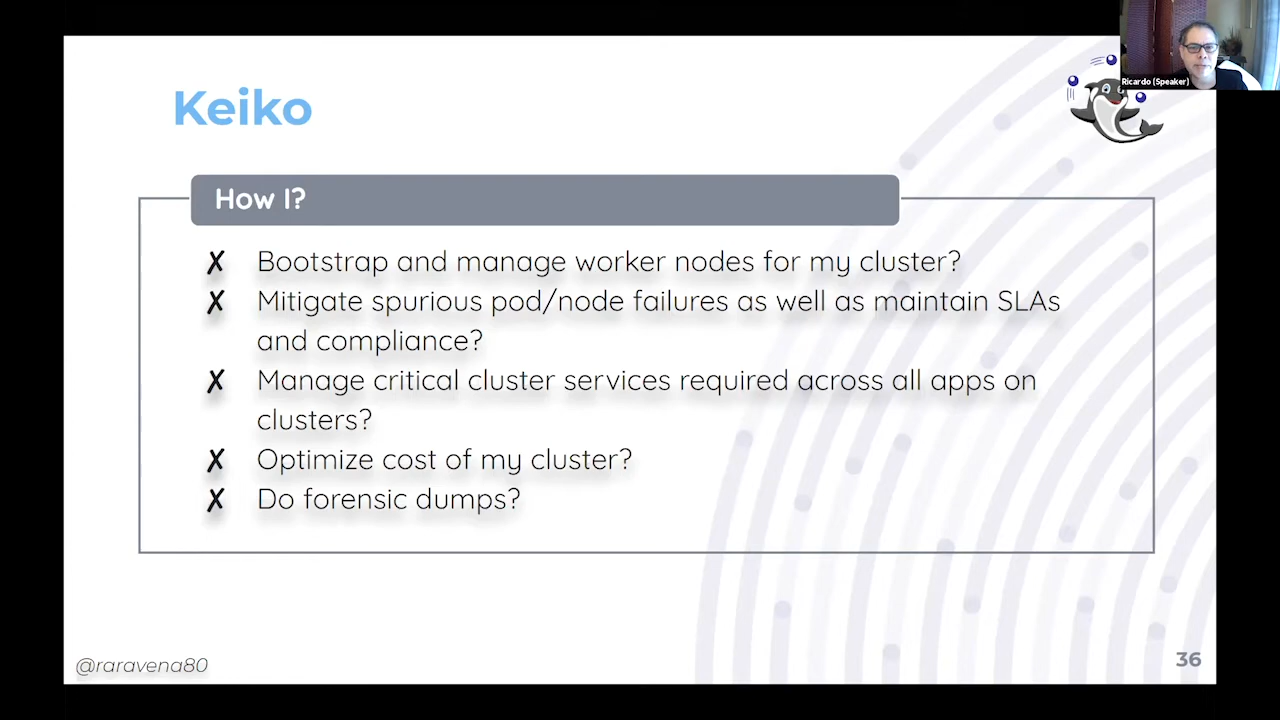 Ricardo (Speaker)
Keiko
How I?
✗ Bootstrap and manage worker nodes for my cluster?
✗ Mitigate spurious pod/node failures as well as maintain SLAs
and compliance?
✗ Manage critical cluster services required across all apps on
clusters?
✗ Optimize cost of my cluster?
✗ Do forensic dumps?
@raravena80
36